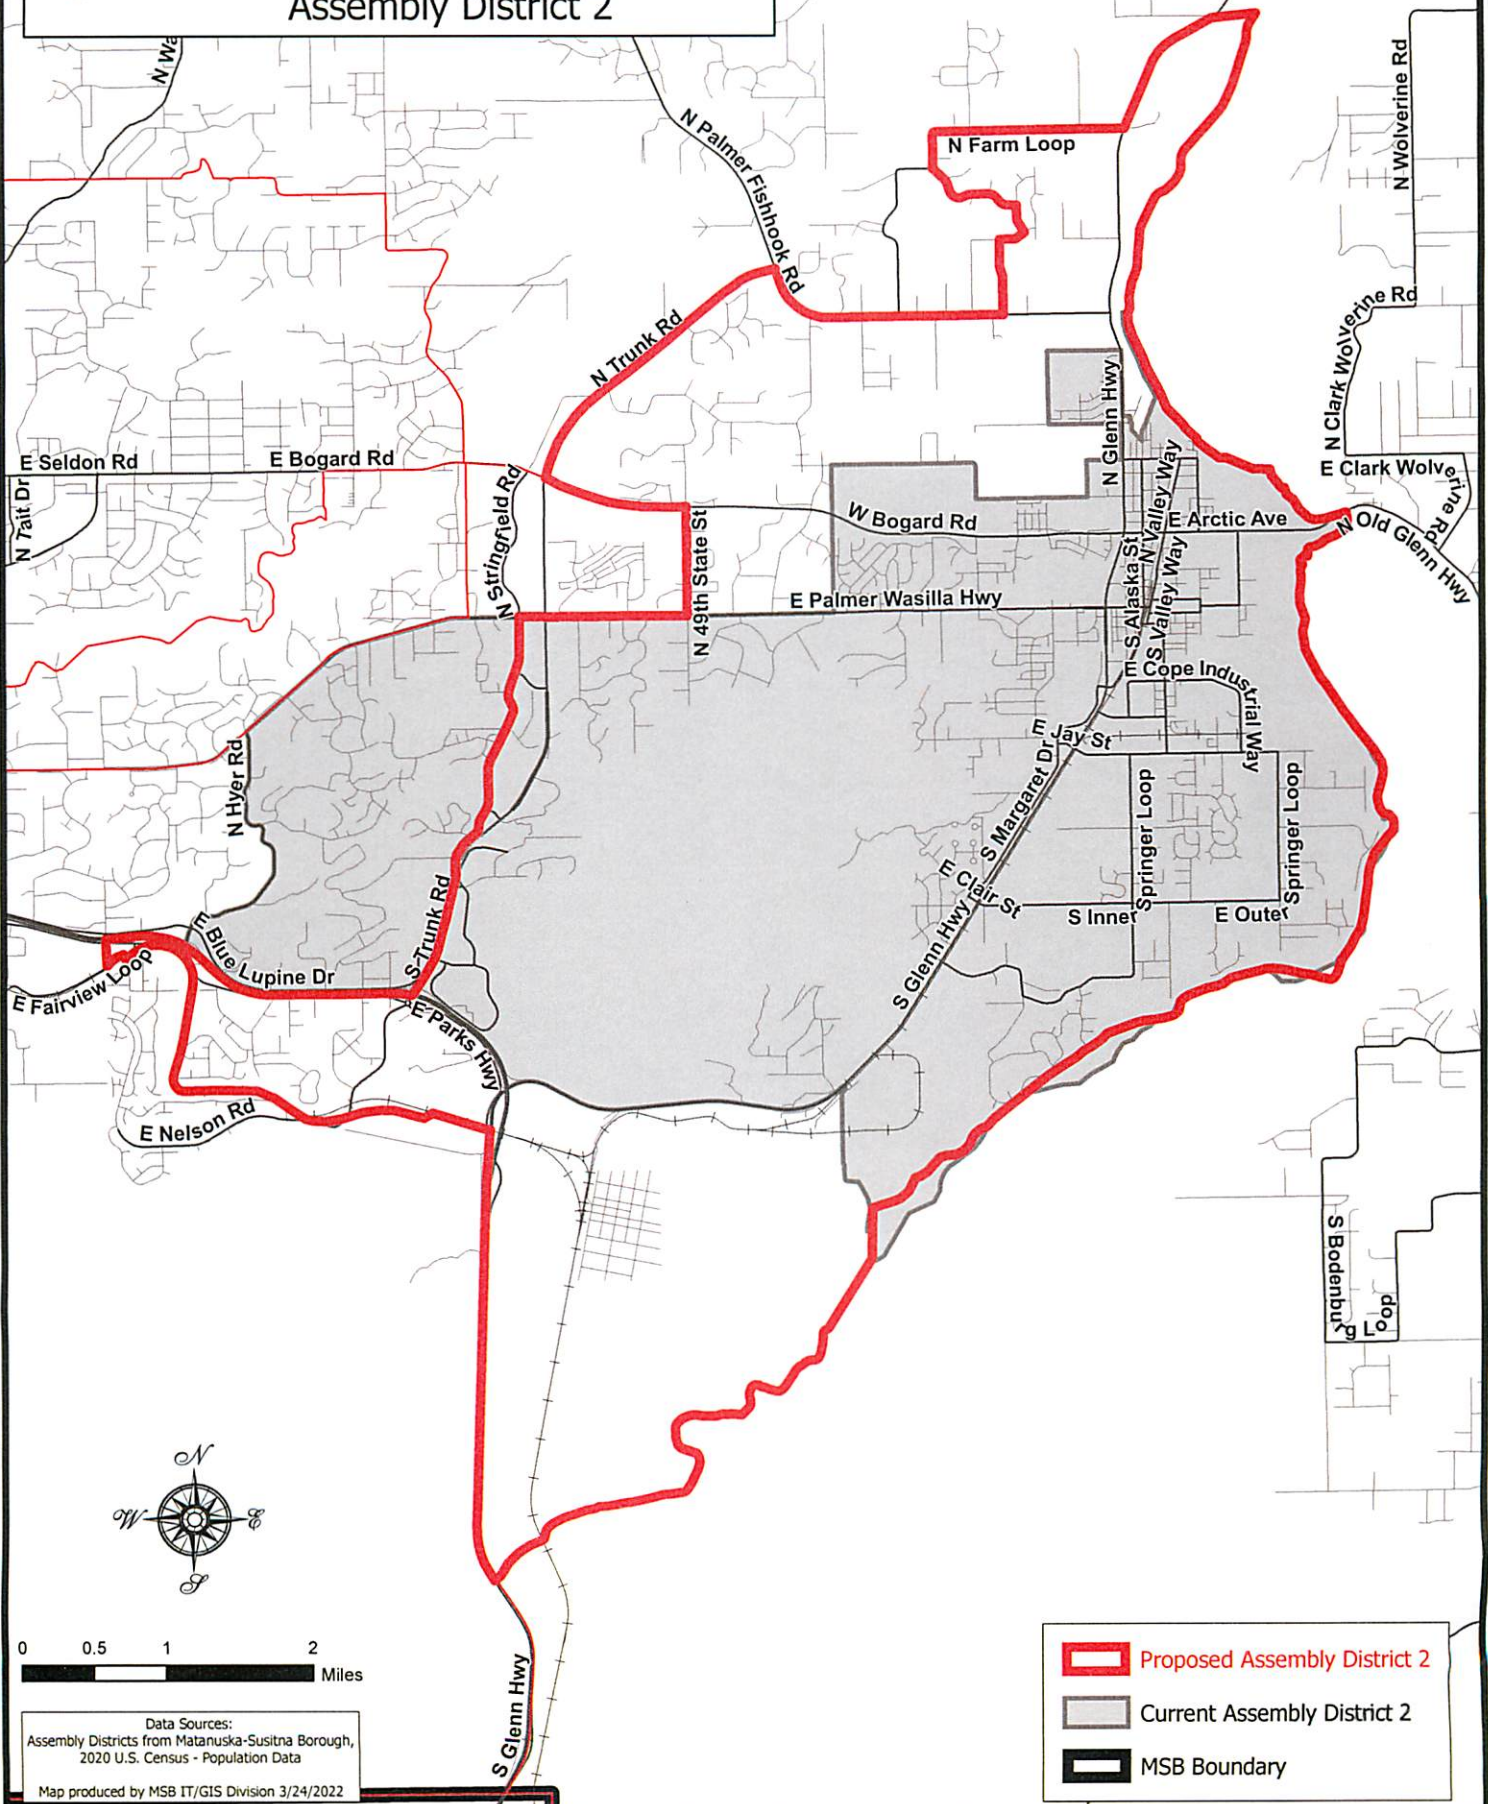 Assembly District 2
N Wa
N Palmer Fishhook Rd
N Farm Loop
N Wolverine Rd
N Clark Wolverine Rd
N Trunk Rd
N Glenn Hwy
E Seldon Rd
E Bogard Rd
E Clark Wolverine Rd
N Tait Dr
N Stringfield Rd
N 49th State St
W Bogard Rd
N Valley Way
E Arctic Ave
N Old Glenn Hwy
E Palmer Wasilla Hwy
S Alaska St
S Valley Way
E Cope Industrial Way
E Jay St
N Hyer Rd
S Margaret Dr
Springer Loop
Springer Loop
E Clair St
S Inner
E Outer
S Trunk Rd
E Blue Lupine Dr
E Fairview Loop
S Glenn Hwy
E Parks Hwy
E Nelson Rd
S Bodenburg Loop
N
W
E
S
0 0.5 1 2
Miles
S Glenn Hwy
Data Sources:
Assembly Districts from Matanuska-Susitna Borough,
2020 U.S. Census - Population Data
Map produced by MSB IT/GIS Division 3/24/2022
Proposed Assembly District 2
Current Assembly District 2
MSB Boundary